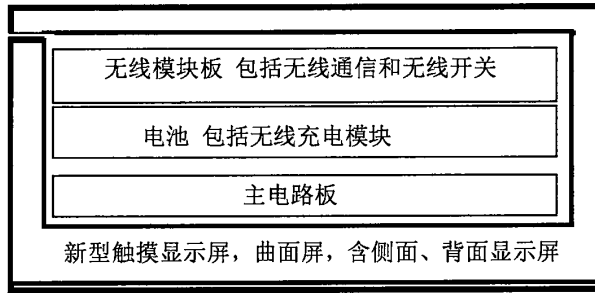 无线模块板 包括无线通信和无线开关
电池 包括无线充电模块
主电路板
新型触摸显示屏，曲面屏，含侧面、背面显示屏